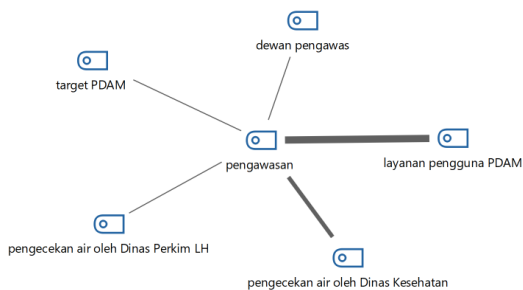 dewan pengawas
target PDAM
pengawasan
layanan pengguna PDAM
pengecekan air oleh Dinas Perkim LH
pengecekan air oleh Dinas Kesehatan